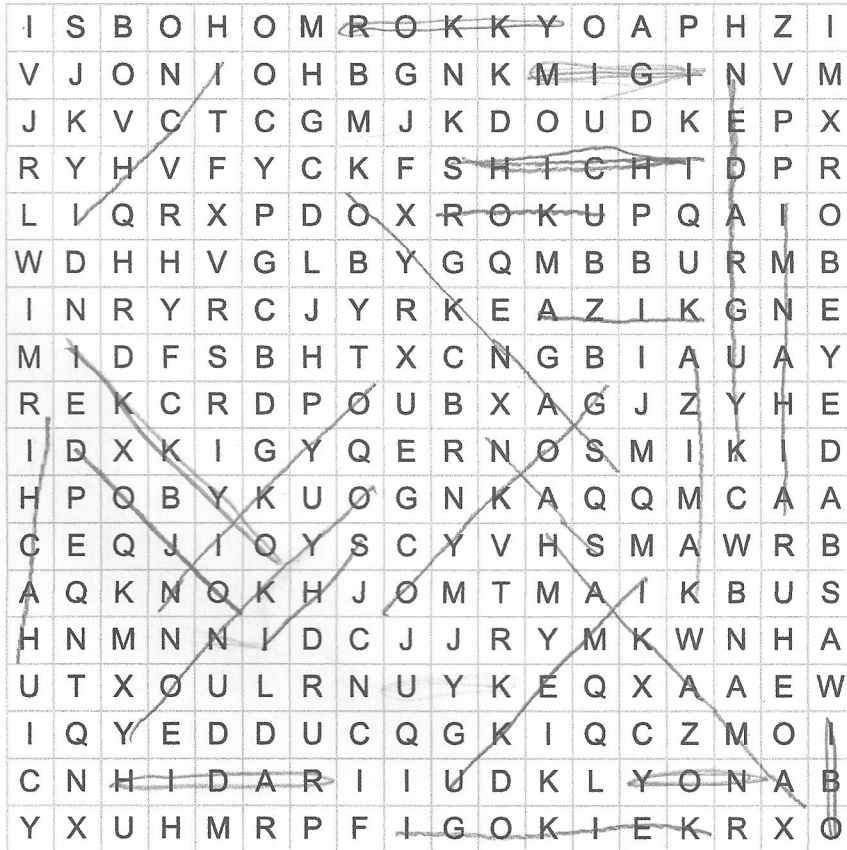 I S B O H O M R O K K Y O A P H Z I
V J O N I O H B G N K M I G I N V M
J K V C T C G M J K D O U D K E P X
R Y H V F Y C K F S H I C H I D P R
L I Q R X P D O X R O K U P Q A I O
W D H H V G L B Y G Q M B B U R M B
I N R Y R C J Y R K E A Z I K G N E
M I D F S B H T X C N G B I A U A Y
R E K C R D P O U B X A G J Z Y H E
I D X K I G Y Q E R N O S M I K I D
H P O B Y K U O G N K A Q Q M C A A
C E Q J I O Y S C Y V H S M A W R B
A Q K N O K H J O M T M A I K B U S
H N M N N I D C J J R Y M K W N H A
U T X O U L R N U Y K E Q X A A E W
I Q Y E D D U C Q G K I Q C Z M O I
C N H I D A R I I U D K L Y O N A B
Y X U H M R P F I G O K I E K R X O